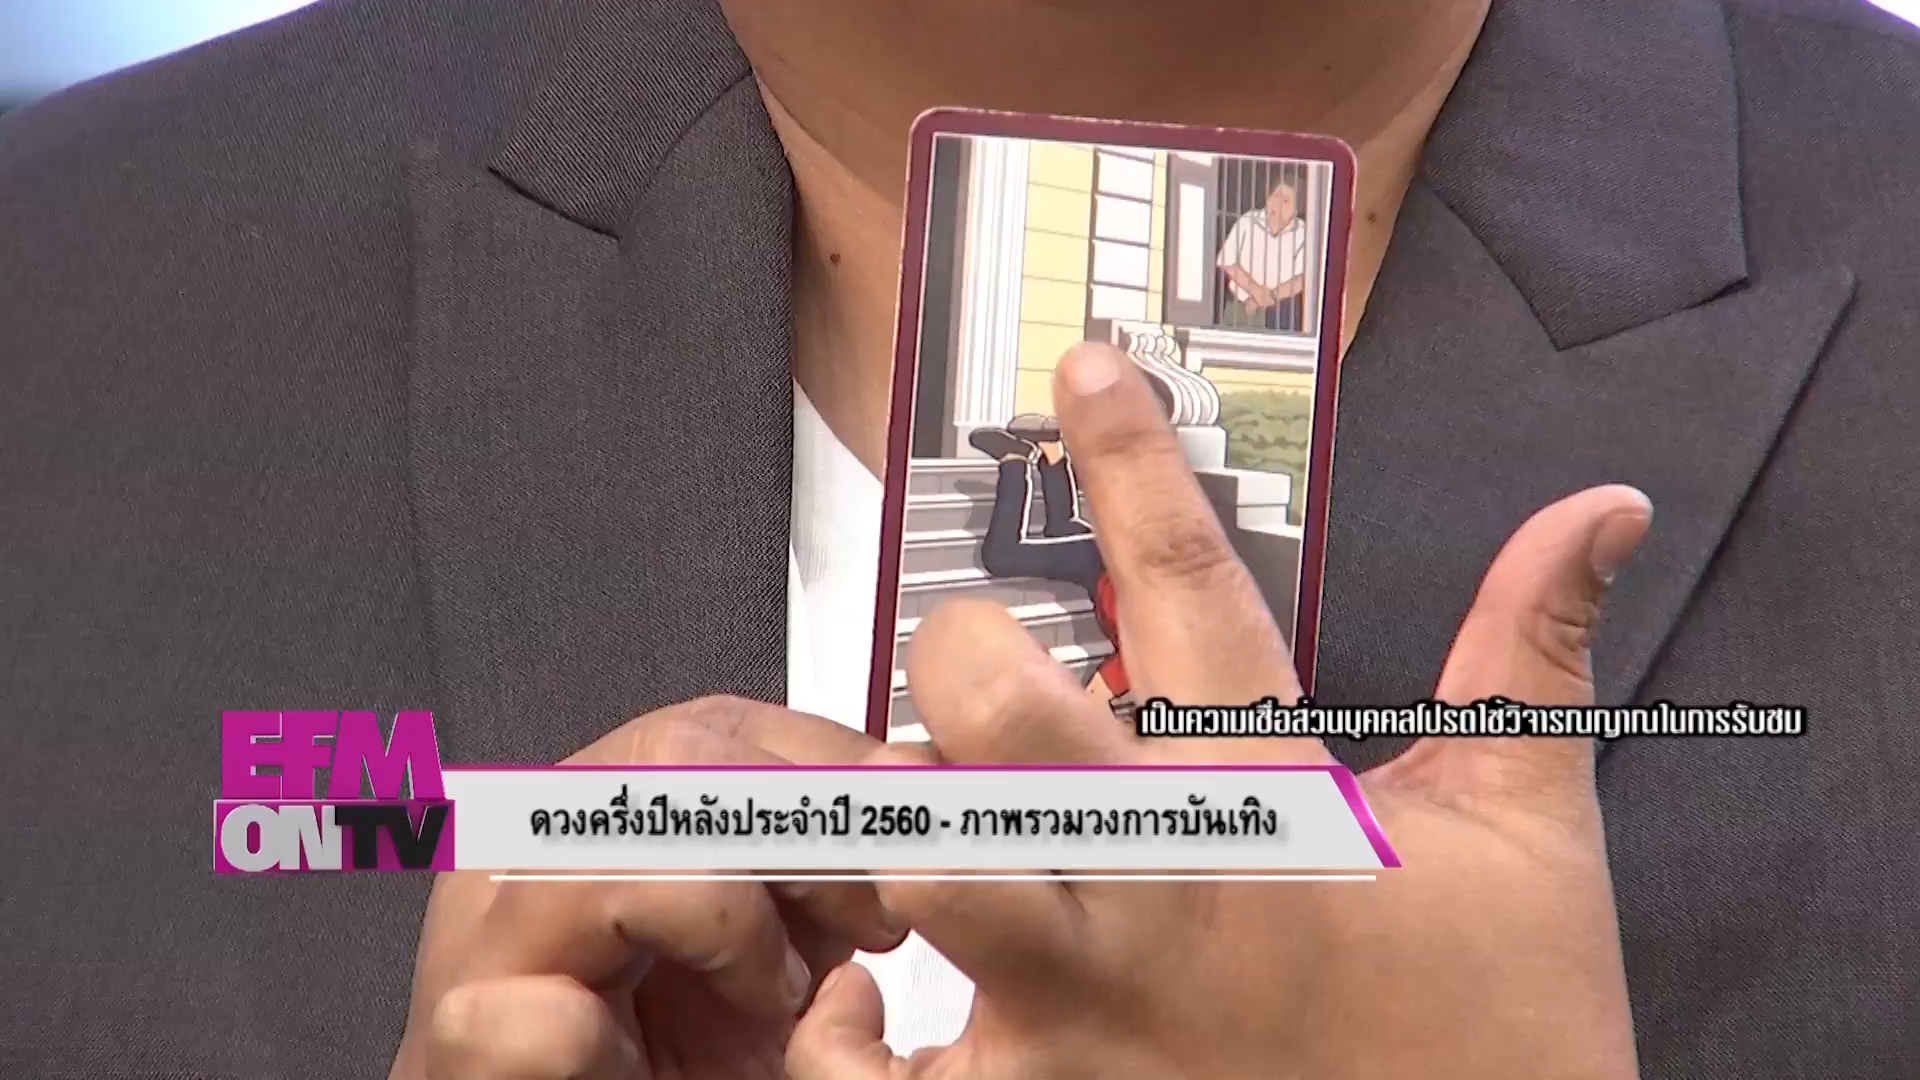 เป็นความเชื่อส่วนบุคคลโปรดใช้วิจารณญาณในการรับชม
EFM
ONTV
ดวงครึ่งปีหลังประจำปี 2560 - ภาพรวมวงการบันเทิง